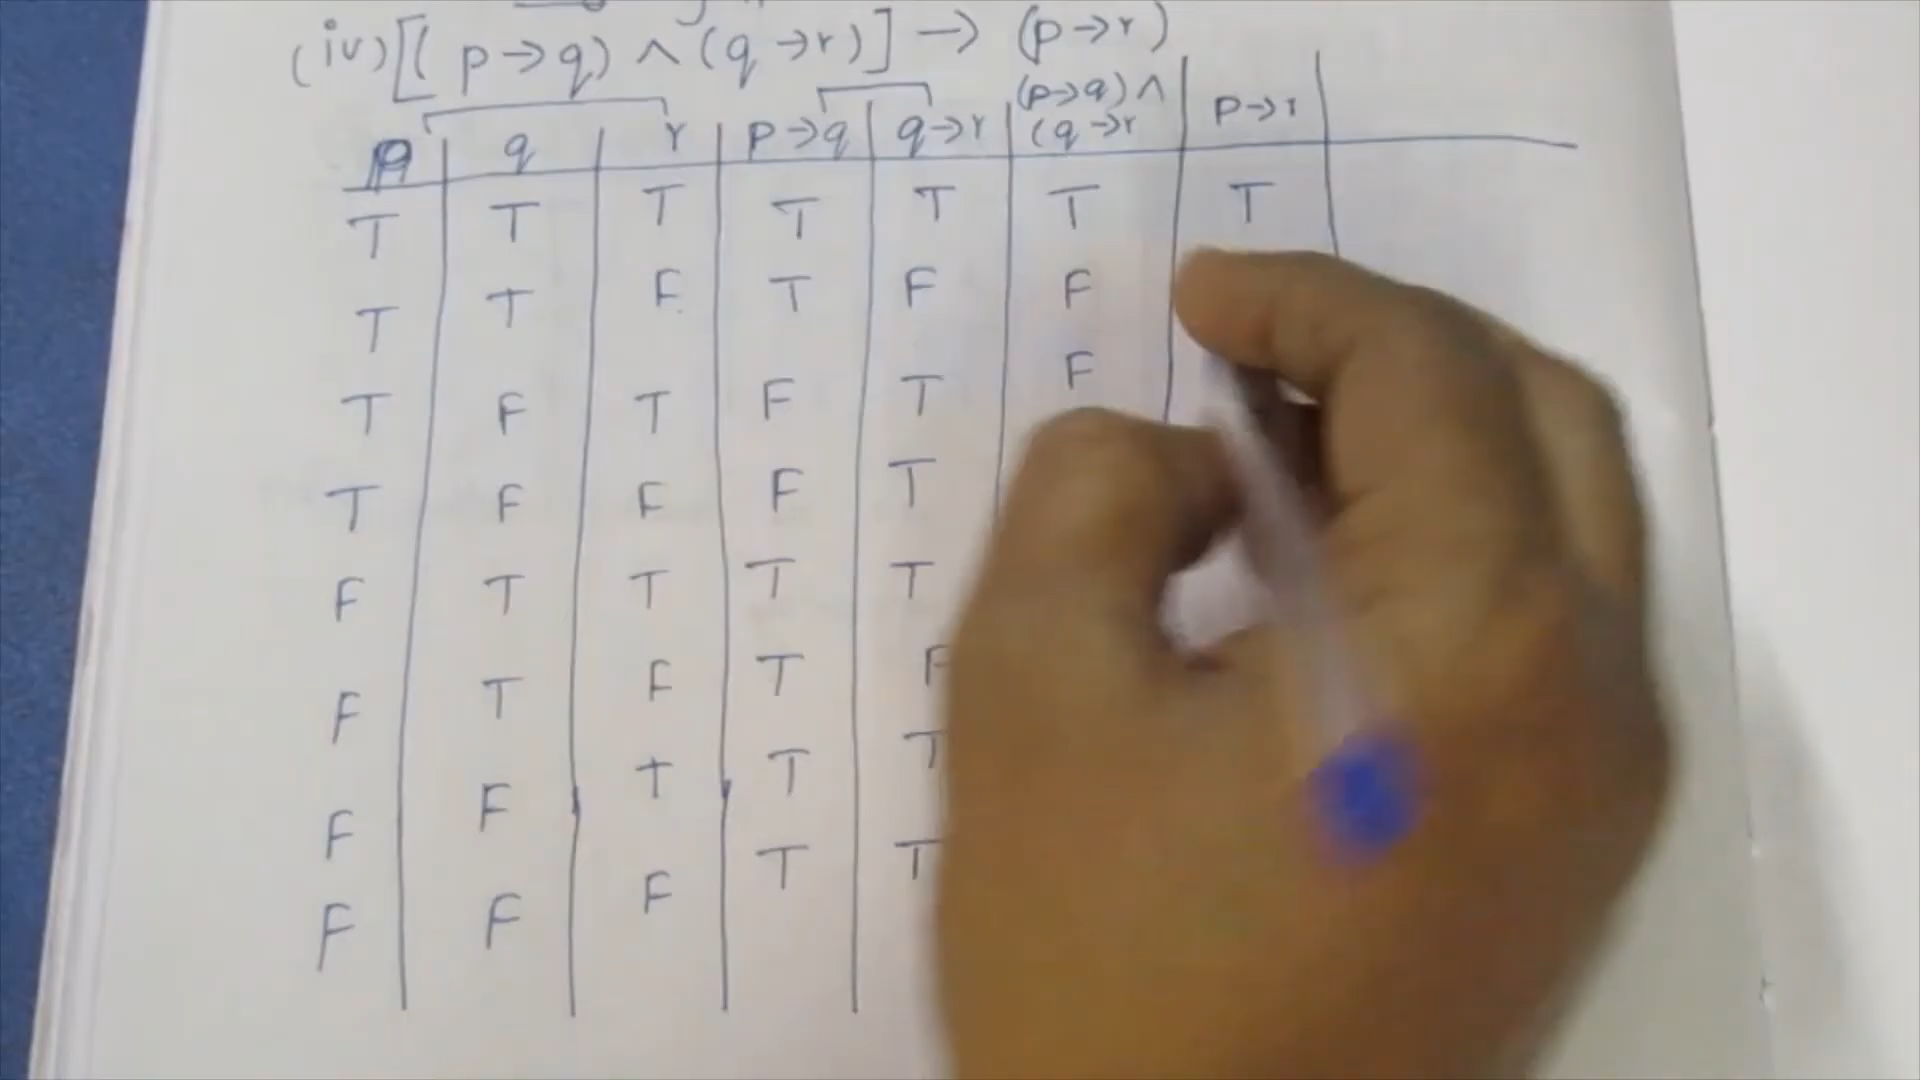 (iv) [(p→q) ∧ (q→r)] → (p→r)
p q r p→q q→r (p→q) ∧ (q→r p→r
T T T T T T T
T T F T F F
T F T F T F
T F F F T
F T T T T
F T F T F
F F T T T
F F F T T